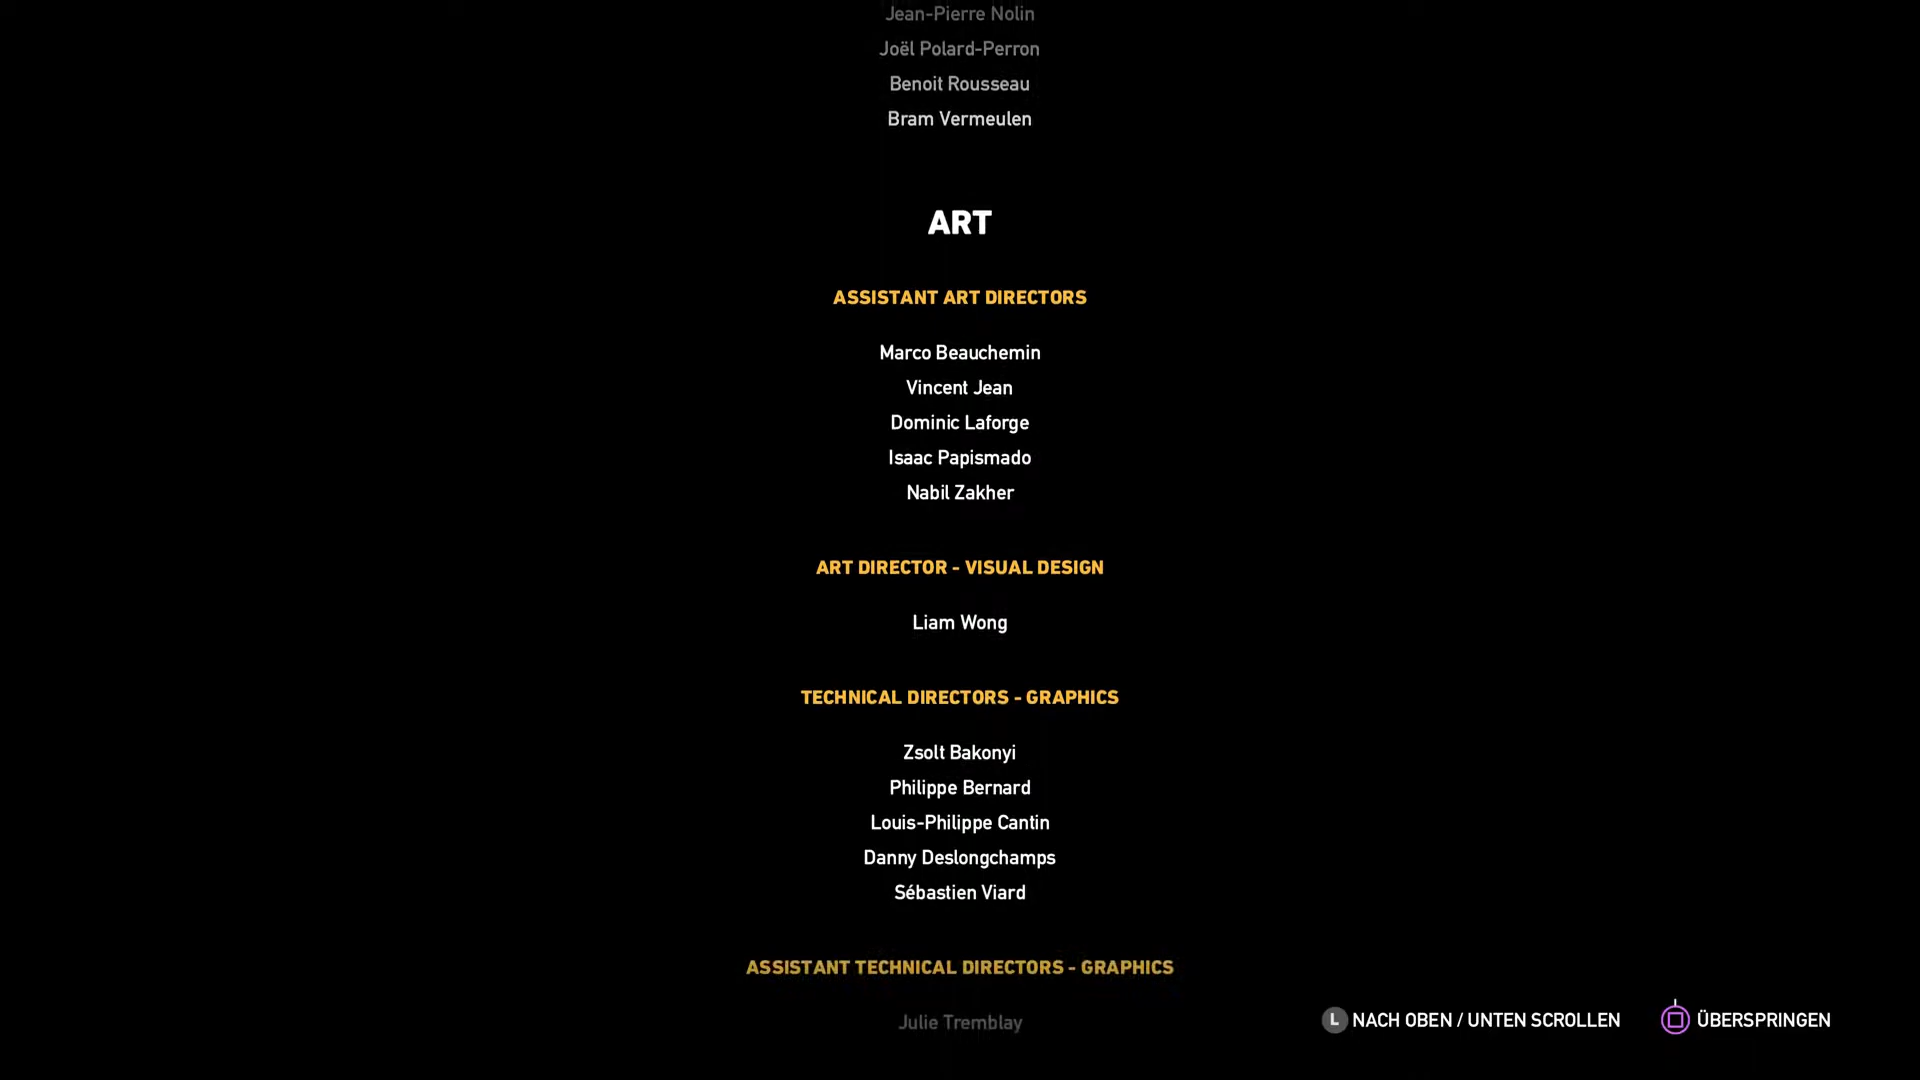 Jean-Pierre Nolin
Joël Polard-Perron
Benoit Rousseau
Bram Vermeulen
ART
ASSISTANT ART DIRECTORS
Marco Beauchemin
Vincent Jean
Dominic Laforge
Isaac Papismado
Nabil Zakher
ART DIRECTOR - VISUAL DESIGN
Liam Wong
TECHNICAL DIRECTORS - GRAPHICS
Zsolt Bakonyi
Philippe Bernard
Louis-Philippe Cantin
Danny Deslongchamps
Sébastien Viard
ASSISTANT TECHNICAL DIRECTORS - GRAPHICS
Julie Tremblay
L NACH OBEN / UNTEN SCROLLEN ÜBERSPRINGEN